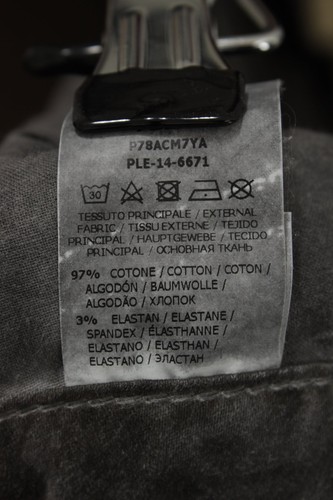 P78ACM7YA
PLE-14-6671
30
TESSUTO PRINCIPALE / EXTERNAL
FABRIC / TISSU EXTERNE / TEJIDO
PRINCIPAL / HAUPTGEWEBE / TECIDO
PRINCIPAL / ОСНОВНАЯ ТКАНЬ
97% COTONE / COTTON / COTON /
ALGODÓN / BAUMWOLLE /
ALGODÃO / ХЛОПОК
3% ELASTAN / ELASTANE /
SPANDEX / ÉLASTHANNE /
ELASTANO / ELASTHAN /
ELASTANO / ЭЛАСТАН